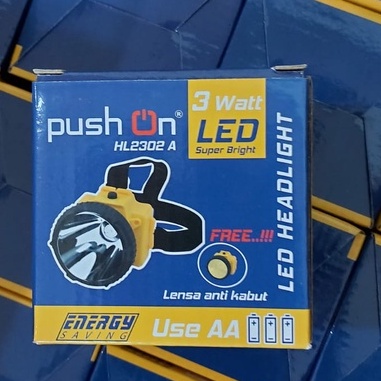 push On®
HL2302 A
3 Watt
LED
Super Bright
LED HEADLIGHT
FREE..!!!
Lensa anti kabut
ENERGY
SAVING
Use AA